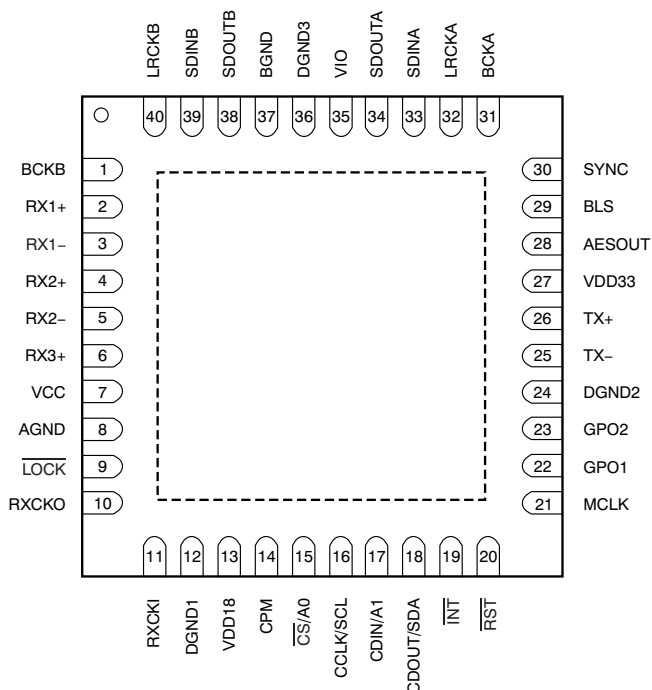 LRCKB
SDINB
SDOUTB
BGND
DGND3
VIO
SDOUTA
SDINA
LRCKA
BCKA
40 39 38 37 36 35 34 33 32 31
BCKB 1 30 SYNC
RX1+ 2 29 BLS
RX1− 3 28 AESOUT
RX2+ 4 27 VDD33
RX2− 5 26 TX+
RX3+ 6 25 TX−
VCC 7 24 DGND2
AGND 8 23 GPO2
LOCK 9 22 GPO1
RXCKO 10 21 MCLK
11 12 13 14 15 16 17 18 19 20
RXCKI
DGND1
VDD18
CPM
CS/A0
CCLK/SCL
CDIN/A1
CDOUT/SDA
INT
RST